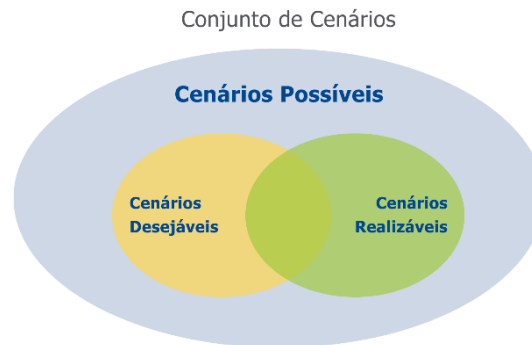 Conjunto de Cenários
Cenários Possíveis
Cenários
Desejáveis
Cenários
Realizáveis